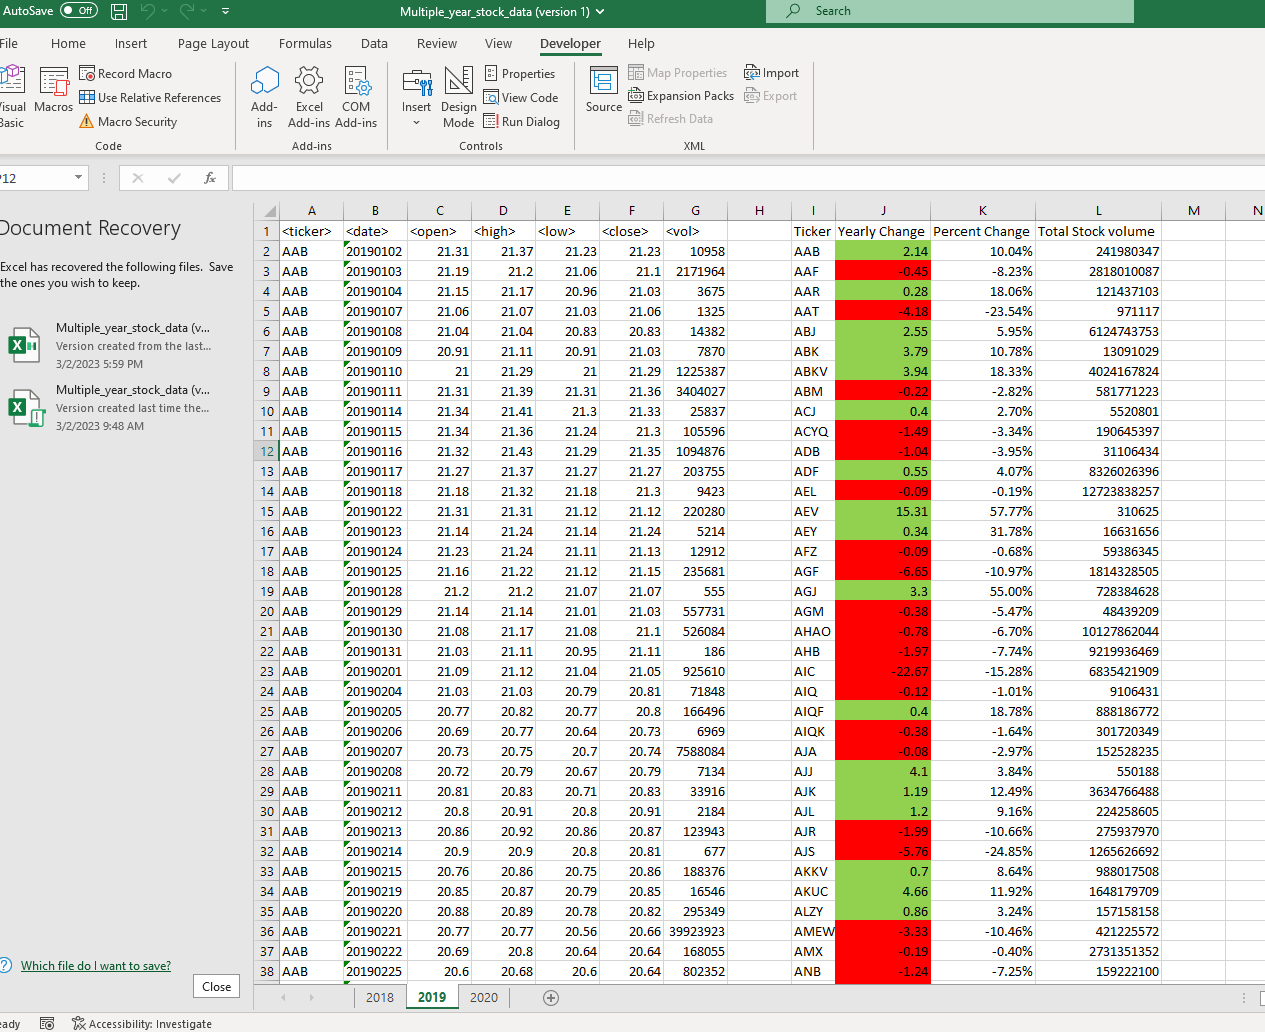 AutoSave Off Multiple_year_stock_data (version 1) Search
File Home Insert Page Layout Formulas Data Review View Developer Help
Visual Basic Macros Record Macro Use Relative References Macro Security Code
Add-ins Excel Add-ins COM Add-ins Add-ins
Insert Design Mode Properties View Code Run Dialog Controls
Source Map Properties Expansion Packs Refresh Data Import Export XML
P12 fx
Document Recovery
Excel has recovered the following files. Save
the ones you wish to keep.
Multiple_year_stock_data (v...
Version created from the last...
3/2/2023 5:59 PM
Multiple_year_stock_data (v...
Version created last time the...
3/2/2023 9:48 AM
Which file do I want to save?
Close
A B C D E F G H I J K L M N
1 <ticker> <date> <open> <high> <low> <close> <vol> Ticker Yearly Change Percent Change Total Stock volume
2 AAB 20190102 21.31 21.37 21.23 21.23 10958 AAB 2.14 10.04% 241980347
3 AAB 20190103 21.19 21.2 21.06 21.1 2171964 AAF -0.45 -8.23% 2818010087
4 AAB 20190104 21.15 21.17 20.96 21.03 3675 AAR 0.28 18.06% 121437103
5 AAB 20190107 21.06 21.07 21.03 21.06 1325 AAT -4.18 -23.54% 971117
6 AAB 20190108 21.04 21.04 20.83 20.83 14382 ABJ 2.55 5.95% 6124743753
7 AAB 20190109 20.91 21.11 20.91 21.03 7870 ABK 3.79 10.78% 13091029
8 AAB 20190110 21 21.29 21 21.29 1225387 ABKV 3.94 18.33% 4024167824
9 AAB 20190111 21.31 21.39 21.31 21.36 3404027 ABM -0.22 -2.82% 581771223
10 AAB 20190114 21.34 21.41 21.3 21.33 25837 ACJ 0.4 2.70% 5520801
11 AAB 20190115 21.34 21.36 21.24 21.3 105596 ACYQ -1.49 -3.34% 190645397
12 AAB 20190116 21.32 21.43 21.29 21.35 1094876 ADB -1.04 -3.95% 31106434
13 AAB 20190117 21.27 21.37 21.27 21.27 203755 ADF 0.55 4.07% 8326026396
14 AAB 20190118 21.18 21.32 21.18 21.3 9423 AEL -0.09 -0.19% 12723838257
15 AAB 20190122 21.31 21.31 21.12 21.12 220280 AEV 15.31 57.77% 310625
16 AAB 20190123 21.14 21.24 21.14 21.24 5214 AEY 0.34 31.78% 16631656
17 AAB 20190124 21.23 21.24 21.11 21.13 12912 AFZ -0.09 -0.68% 59386345
18 AAB 20190125 21.16 21.22 21.12 21.15 235681 AGF -6.65 -10.97% 1814328505
19 AAB 20190128 21.2 21.2 21.07 21.07 555 AGJ 3.3 55.00% 728384628
20 AAB 20190129 21.14 21.14 21.01 21.03 557731 AGM -0.38 -5.47% 48439209
21 AAB 20190130 21.08 21.17 21.08 21.1 526084 AHAO -0.78 -6.70% 10127862044
22 AAB 20190131 21.03 21.11 20.95 21.11 186 AHB -1.97 -7.74% 9219936469
23 AAB 20190201 21.09 21.12 21.04 21.05 925610 AIC -22.67 -15.28% 6835421909
24 AAB 20190204 21.03 21.03 20.79 20.81 71848 AIQ -0.12 -1.01% 9106431
25 AAB 20190205 20.77 20.82 20.77 20.8 166496 AIQF 0.4 18.78% 888186772
26 AAB 20190206 20.69 20.77 20.64 20.73 6969 AIQK -0.38 -1.64% 301720349
27 AAB 20190207 20.73 20.75 20.7 20.74 7588084 AJA -0.08 -2.97% 152528235
28 AAB 20190208 20.72 20.79 20.67 20.79 7134 AJJ 4.1 3.84% 550188
29 AAB 20190211 20.81 20.83 20.71 20.83 33916 AJK 1.19 12.49% 3634766488
30 AAB 20190212 20.8 20.91 20.8 20.91 2184 AJL 1.2 9.16% 224258605
31 AAB 20190213 20.86 20.92 20.86 20.87 123943 AJR -1.99 -10.66% 275937970
32 AAB 20190214 20.9 20.9 20.8 20.81 677 AJS -5.76 -24.85% 1265626692
33 AAB 20190215 20.76 20.86 20.75 20.86 188376 AKKV 0.7 8.64% 988017508
34 AAB 20190219 20.85 20.87 20.79 20.85 16546 AKUC 4.66 11.92% 1648179709
35 AAB 20190220 20.88 20.89 20.78 20.82 295349 ALZY 0.86 3.24% 157158158
36 AAB 20190221 20.77 20.77 20.56 20.66 39923923 AMEW -3.33 -10.46% 421225572
37 AAB 20190222 20.69 20.8 20.64 20.64 168055 AMX -0.19 -0.40% 2731351352
38 AAB 20190225 20.6 20.68 20.6 20.64 802352 ANB -1.24 -7.25% 159222100
2018 2019 2020
eady Accessibility: Investigate